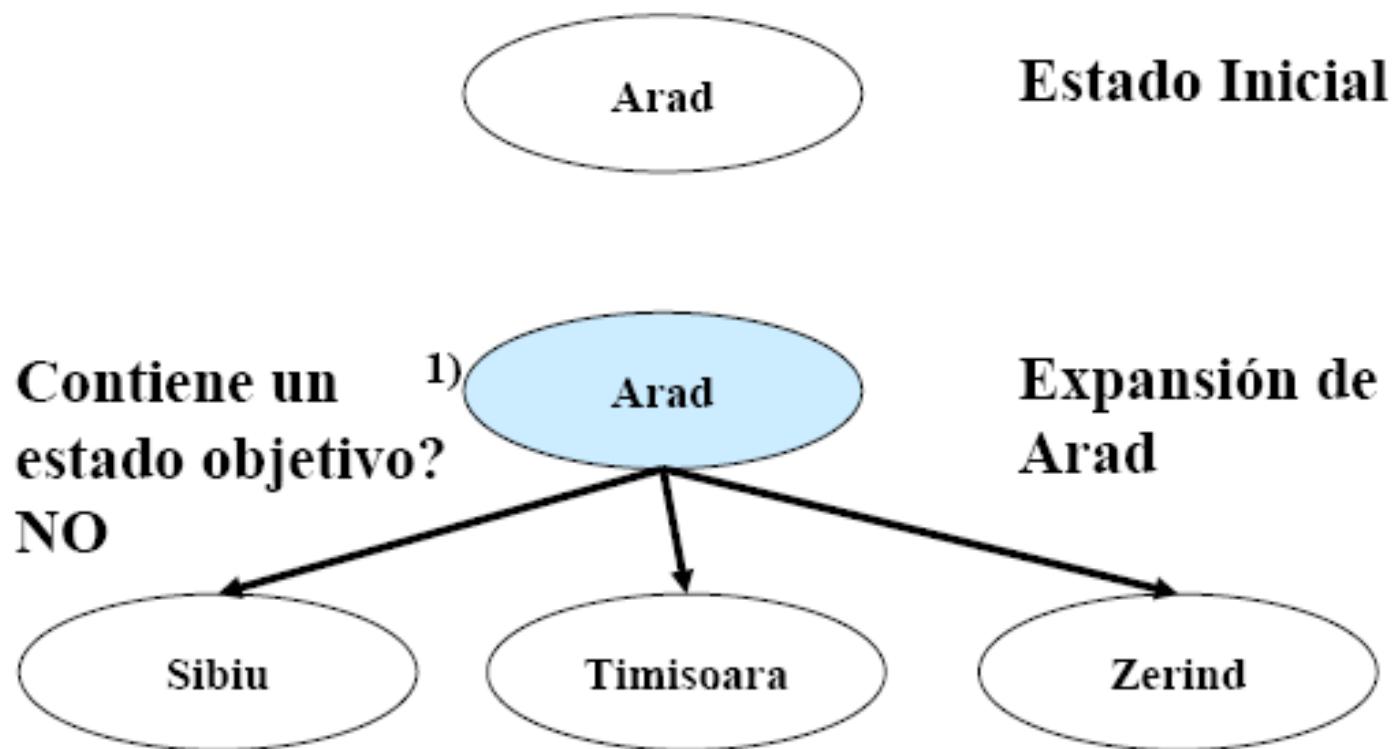 Arad
Estado Inicial
Contiene un
estado objetivo?
NO
1)
Arad
Expansión de
Arad
Sibiu
Timisoara
Zerind